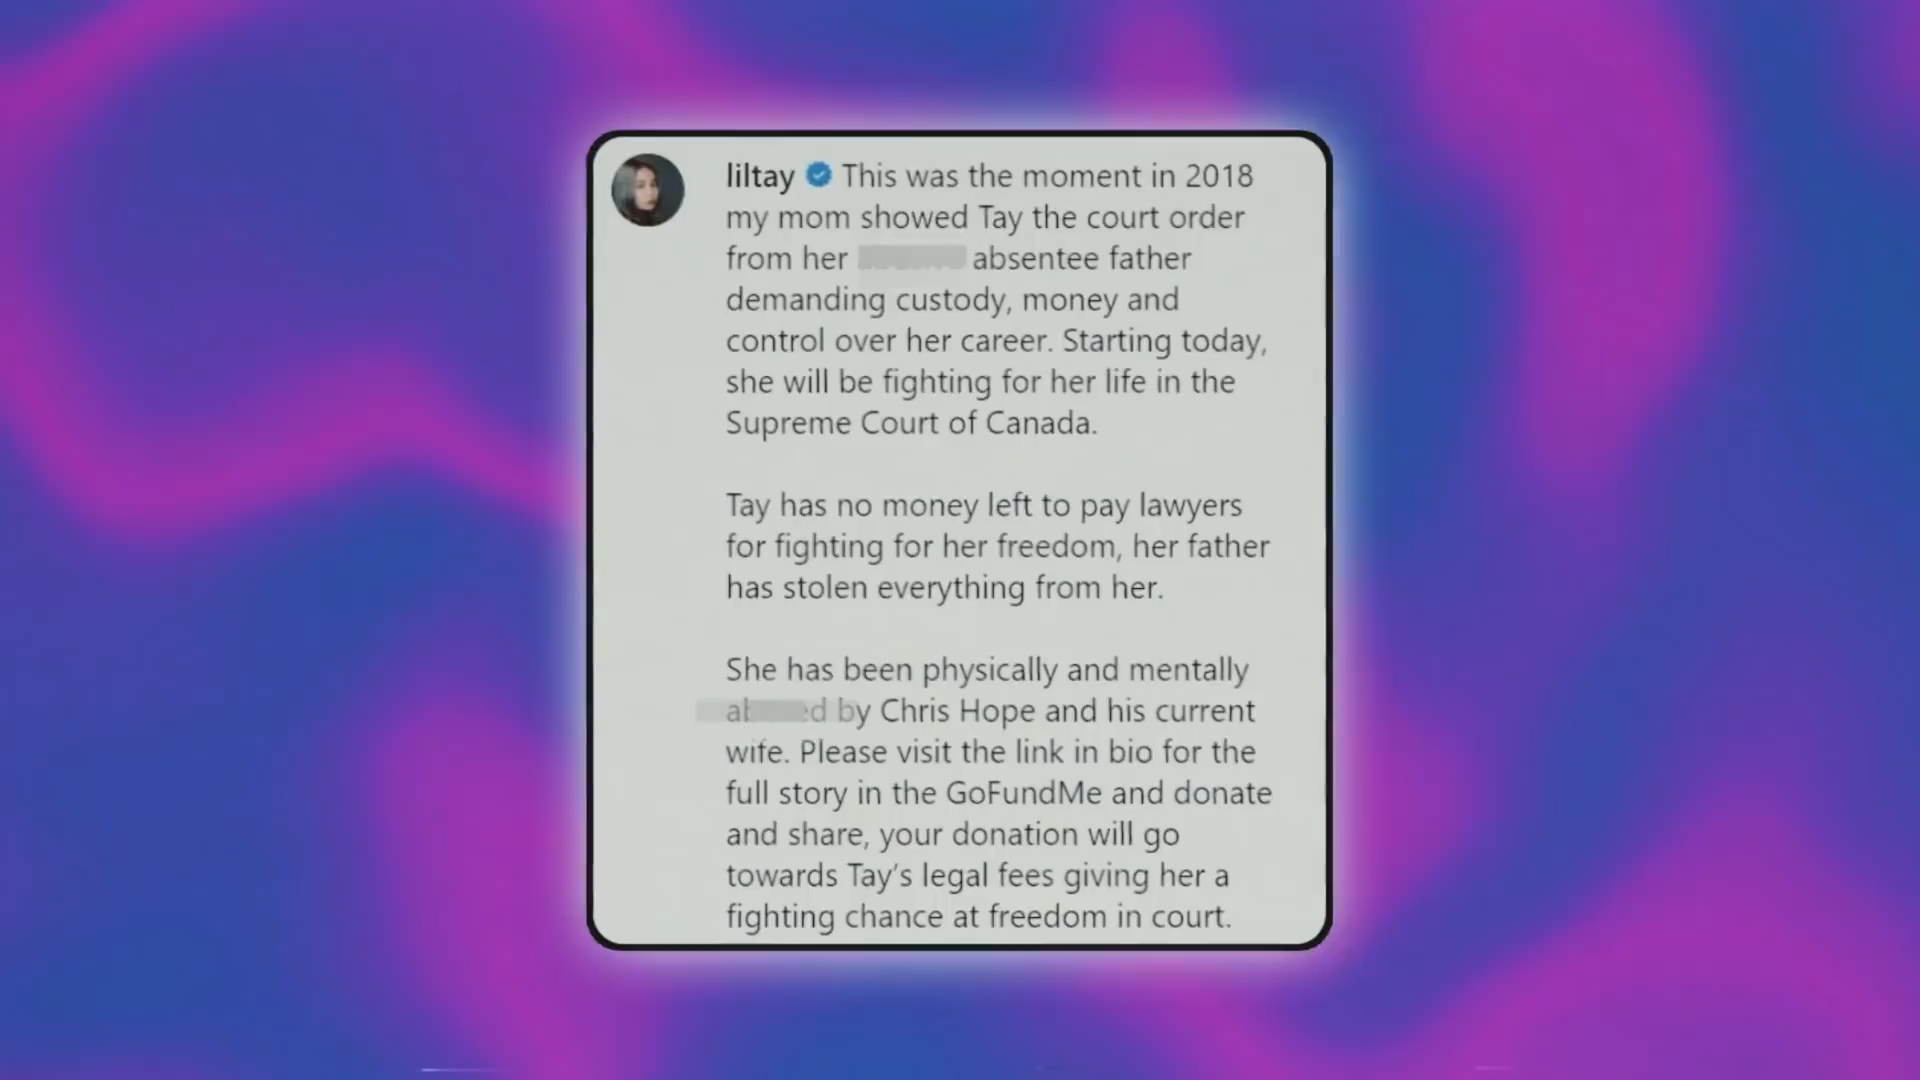 liltay This was the moment in 2018
my mom showed Tay the court order
from her absentee father
demanding custody, money and
control over her career. Starting today,
she will be fighting for her life in the
Supreme Court of Canada.
Tay has no money left to pay lawyers
for fighting for her freedom, her father
has stolen everything from her.
She has been physically and mentally
by Chris Hope and his current
wife. Please visit the link in bio for the
full story in the GoFundMe and donate
and share, your donation will go
towards Tay's legal fees giving her a
fighting chance at freedom in court.